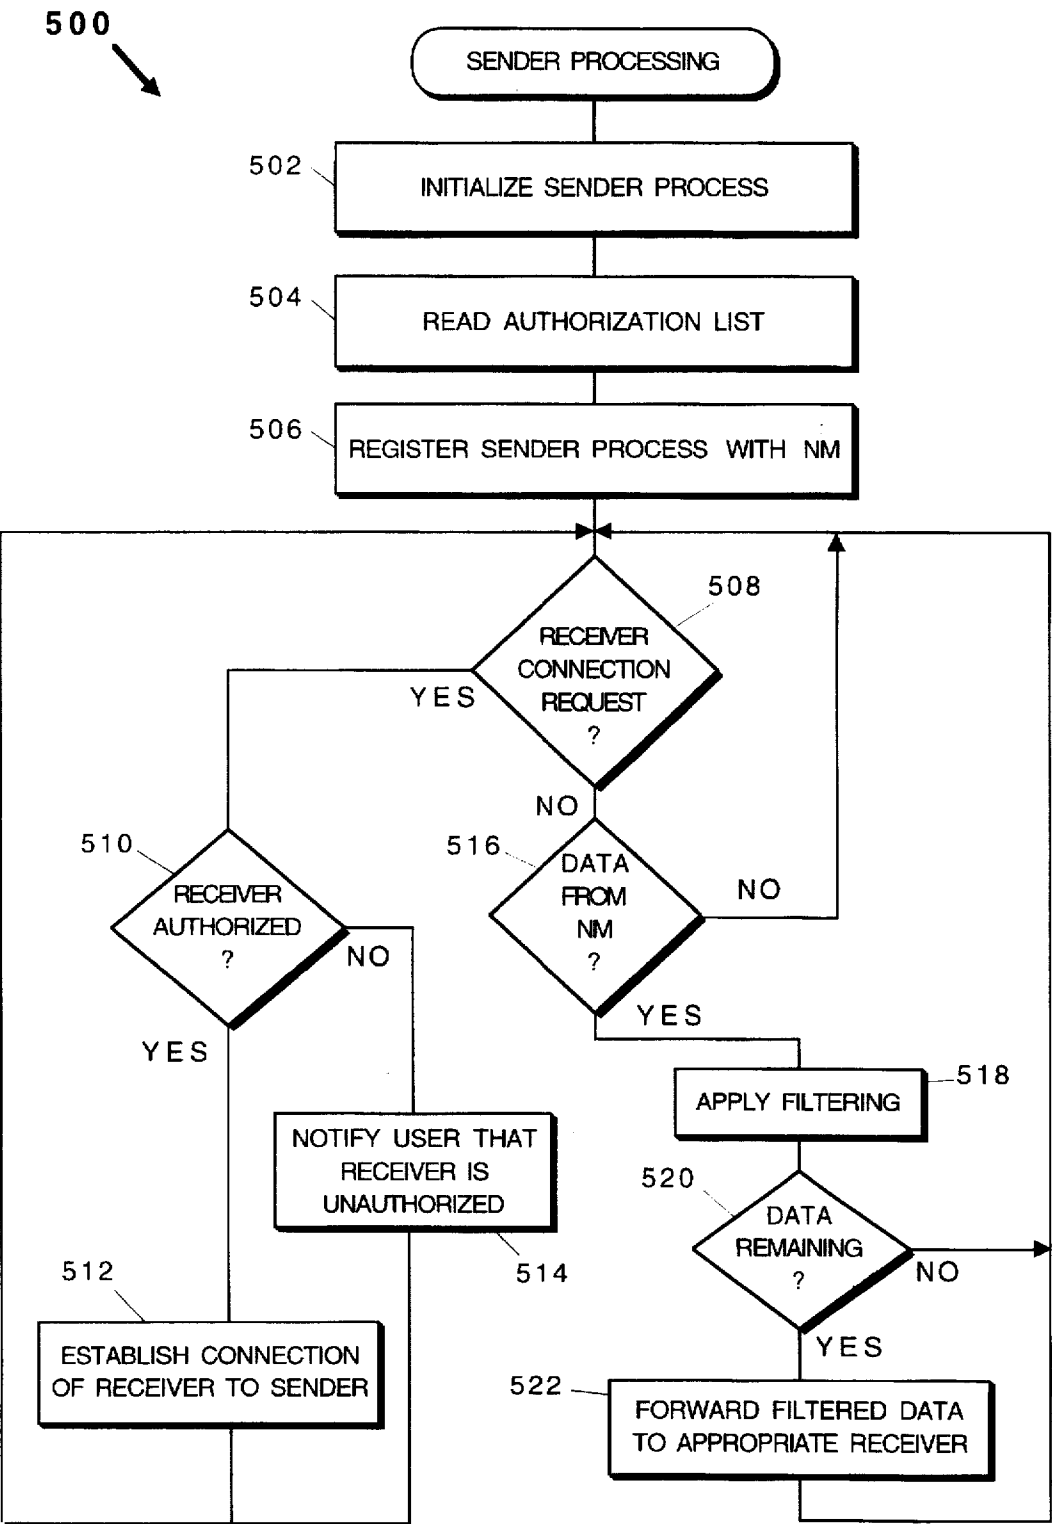 500
SENDER PROCESSING
502
INITIALIZE SENDER PROCESS
504
READ AUTHORIZATION LIST
506
REGISTER SENDER PROCESS WITH NM
508
RECEIVER
CONNECTION
REQUEST
?
YES
NO
510
RECEIVER
AUTHORIZED
?
NO
YES
516
DATA
FROM
NM
?
NO
YES
518
APPLY FILTERING
NOTIFY USER THAT
RECEIVER IS
UNAUTHORIZED
514
520
DATA
REMAINING
?
NO
YES
512
ESTABLISH CONNECTION
OF RECEIVER TO SENDER
522
FORWARD FILTERED DATA
TO APPROPRIATE RECEIVER